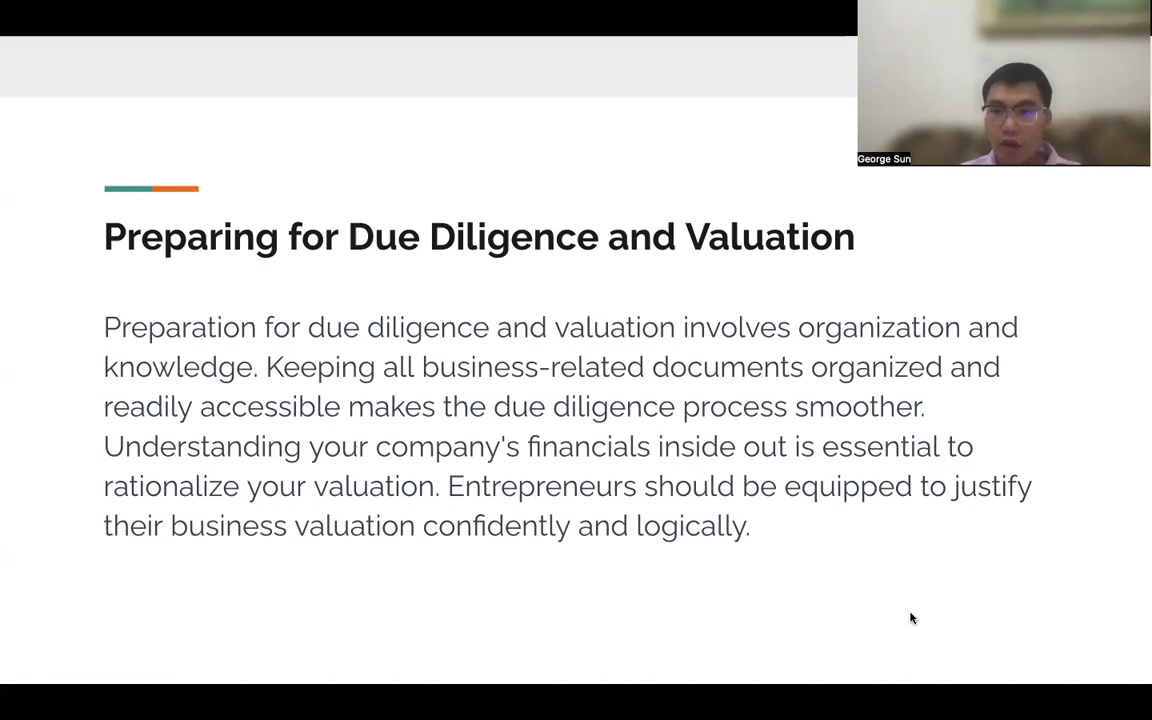 George Sun
Preparing for Due Diligence and Valuation
Preparation for due diligence and valuation involves organization and
knowledge. Keeping all business-related documents organized and
readily accessible makes the due diligence process smoother.
Understanding your company's financials inside out is essential to
rationalize your valuation. Entrepreneurs should be equipped to justify
their business valuation confidently and logically.